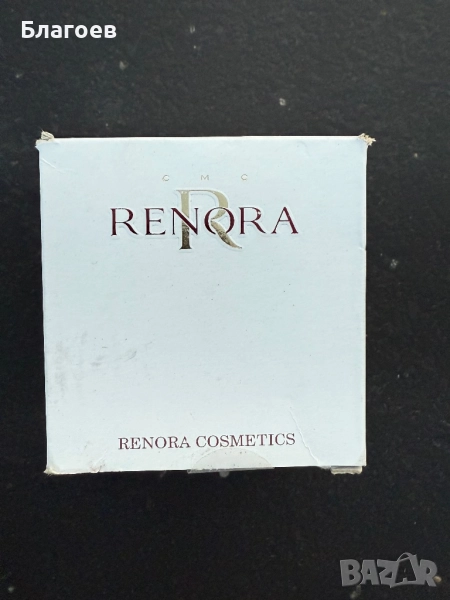 Благоев
C M C
R
RENORA
RENORA COSMETICS
BAZAR